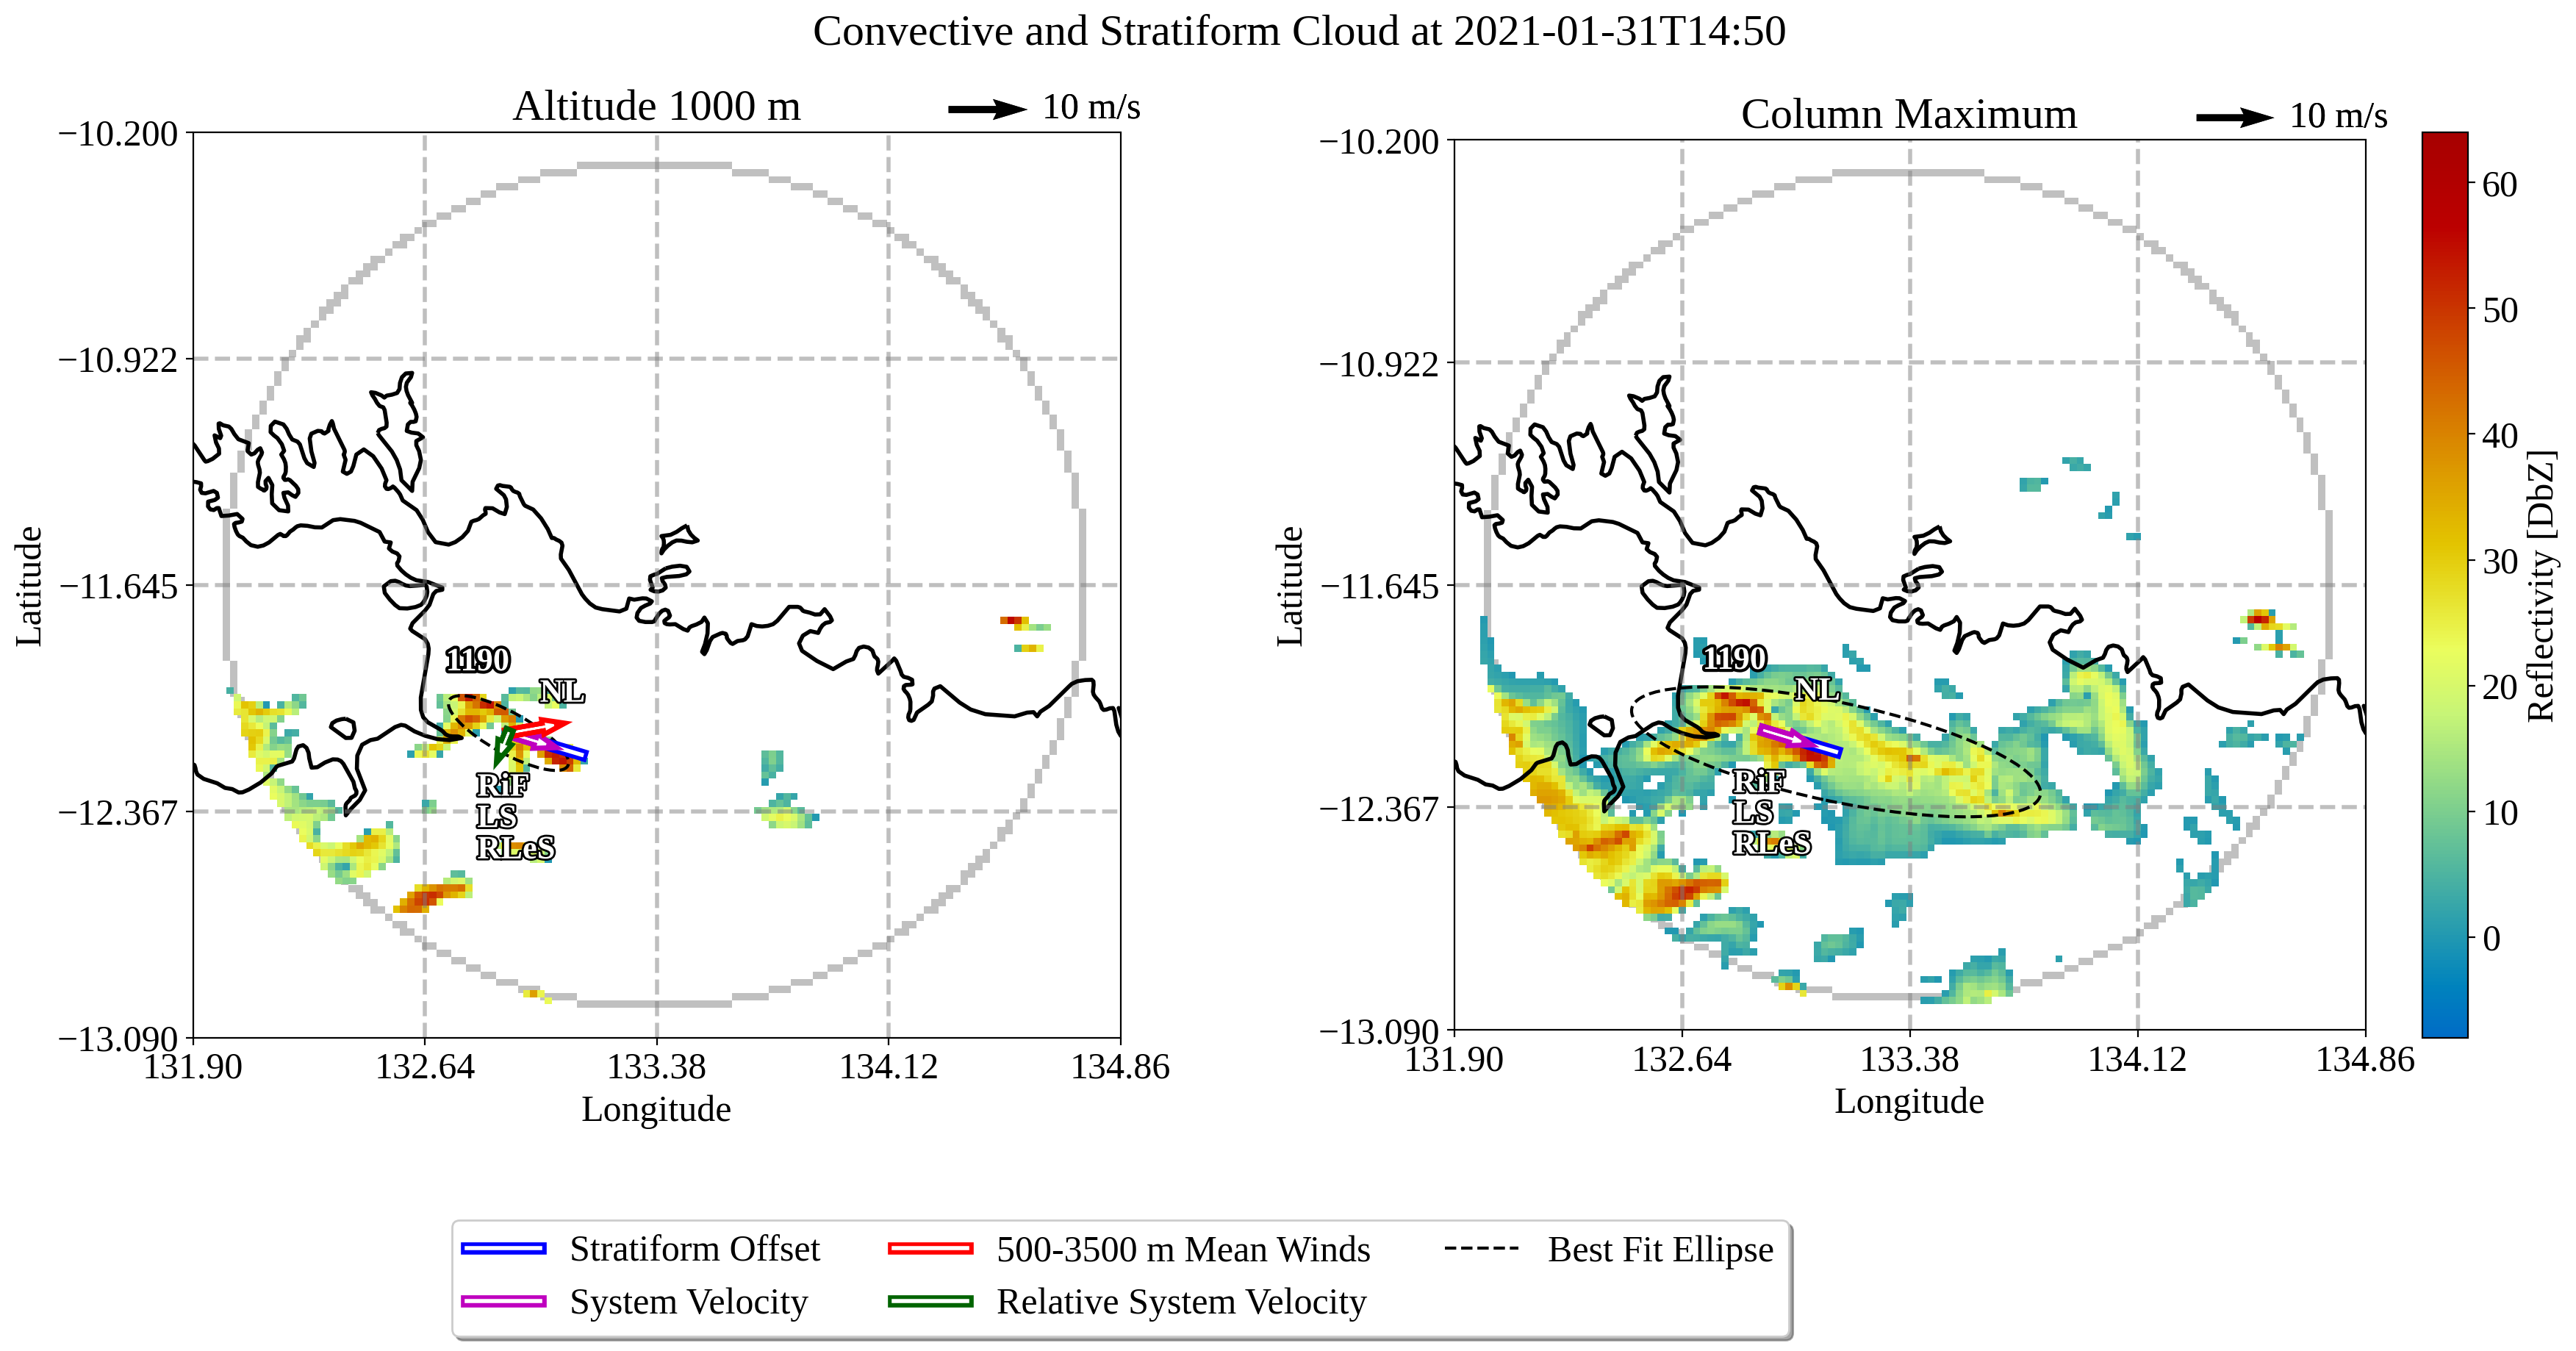 Convective and Stratiform Cloud at 2021-01-31T14:50
Altitude 1000 m
10 m/s
−10.200
−10.922
−11.645
−12.367
−13.090
Latitude
1190
NL
RiF
LS
RLeS
131.90
132.64
133.38
134.12
134.86
Longitude
Column Maximum
10 m/s
−10.200
−10.922
−11.645
−12.367
−13.090
Latitude
1190
NL
RiF
LS
RLeS
131.90
132.64
133.38
134.12
134.86
Longitude
60
50
40
30
20
10
0
Reflectivity [DbZ]
Stratiform Offset
System Velocity
500-3500 m Mean Winds
Relative System Velocity
Best Fit Ellipse